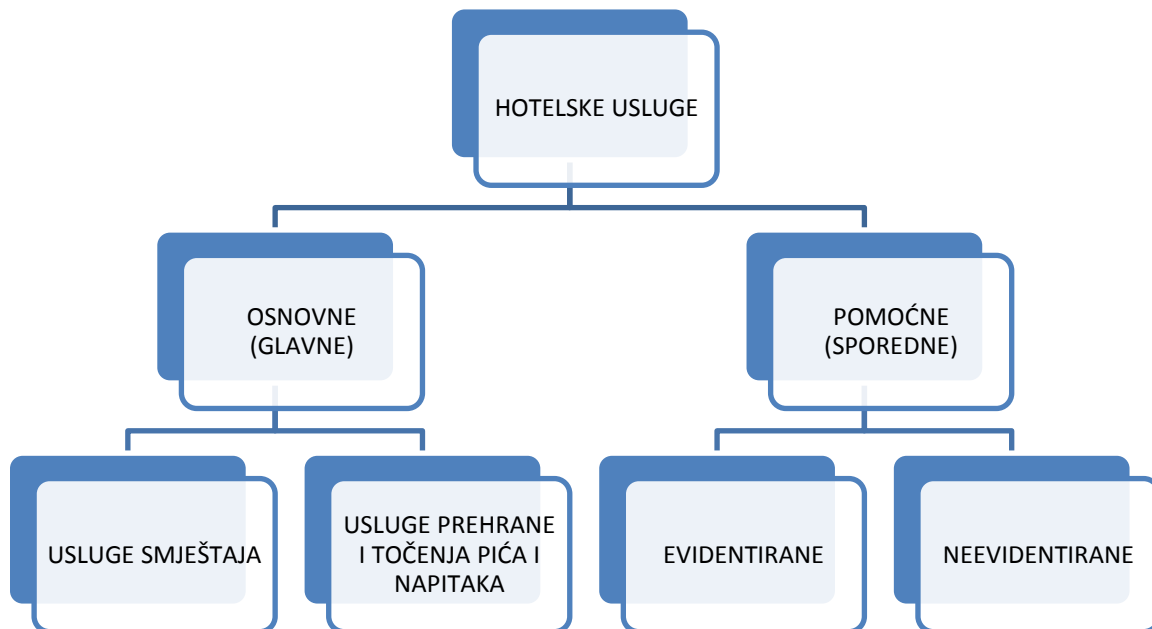 HOTELSKE USLUGE
OSNOVNE
(GLAVNE)
POMOĆNE
(SPOREDNE)
USLUGE SMJEŠTAJA
USLUGE PREHRANE
I TOČENJA PIĆA I
NAPITAKA
EVIDENTIRANE
NEEVIDENTIRANE